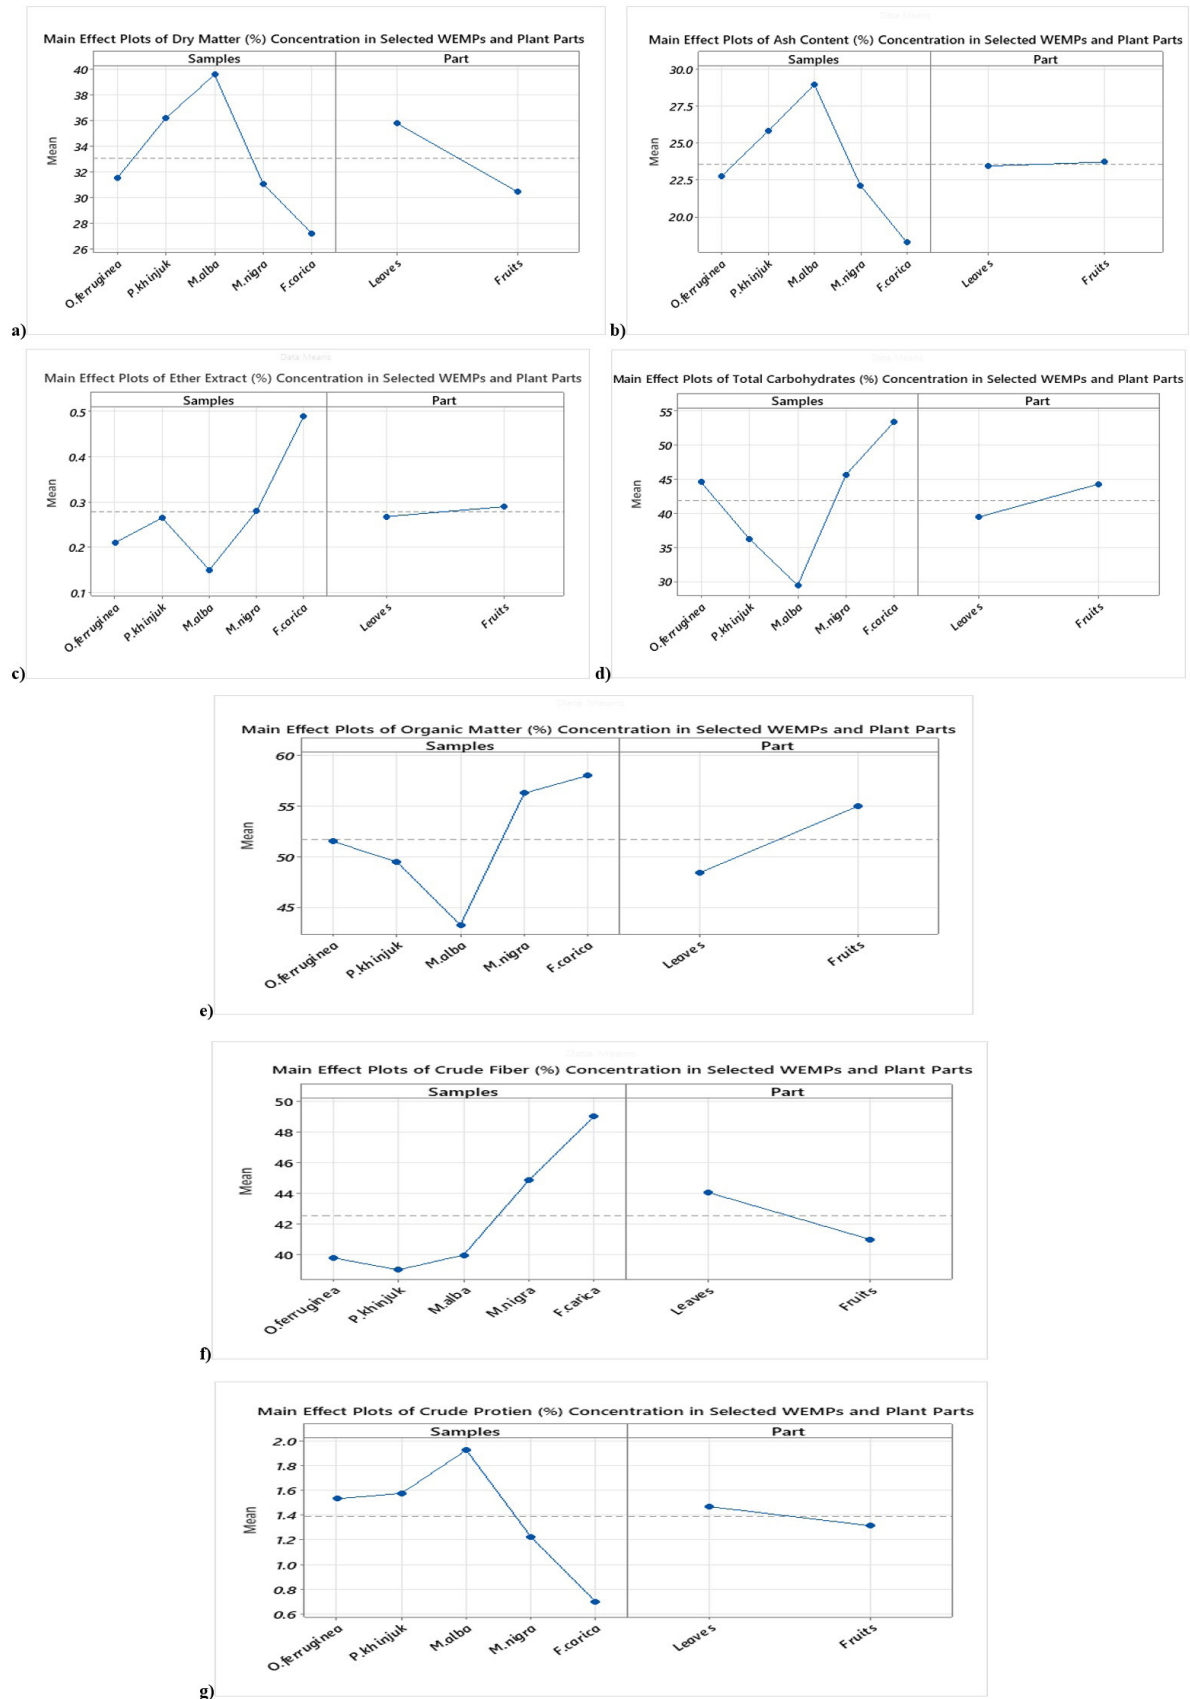 Main Effect Plots of Dry Matter (%) Concentration in Selected WEMPs and Plant Parts
Samples Part
Mean
40
38
36
34
32
30
28
26
O.ferruginea P.khinjuk M.alba M.nigra F.carica Leaves Fruits
a)
Data Means
Main Effect Plots of Ash Content (%) Concentration in Selected WEMPs and Plant Parts
Samples Part
Mean
30.0
27.5
25.0
22.5
20.0
O.ferruginea P.khinjuk M.alba M.nigra F.carica Leaves Fruits
b)
Data Means
Main Effect Plots of Ether Extract (%) Concentration in Selected WEMPs and Plant Parts
Samples Part
Mean
0.5
0.4
0.3
0.2
0.1
O.ferruginea P.khinjuk M.alba M.nigra F.carica Leaves Fruits
c)
Data Means
Main Effect Plots of Total Carbohydrates (%) Concentration in Selected WEMPs and Plant Parts
Samples Part
Mean
55
50
45
40
35
30
O.ferruginea P.khinjuk M.alba M.nigra F.carica Leaves Fruits
d)
Data Means
Main Effect Plots of Organic Matter (%) Concentration in Selected WEMPs and Plant Parts
Samples Part
Mean
60
55
50
45
O.ferruginea P.khinjuk M.alba M.nigra F.carica Leaves Fruits
e)
Data Means
Main Effect Plots of Crude Fiber (%) Concentration in Selected WEMPs and Plant Parts
Samples Part
Mean
50
48
46
44
42
40
O.ferruginea P.khinjuk M.alba M.nigra F.carica Leaves Fruits
f)
Main Effect Plots of Crude Protien (%) Concentration in Selected WEMPs and Plant Parts
Samples Part
Mean
2.0
1.8
1.6
1.4
1.2
1.0
0.8
0.6
O.ferruginea P.khinjuk M.alba M.nigra F.carica Leaves Fruits
g)